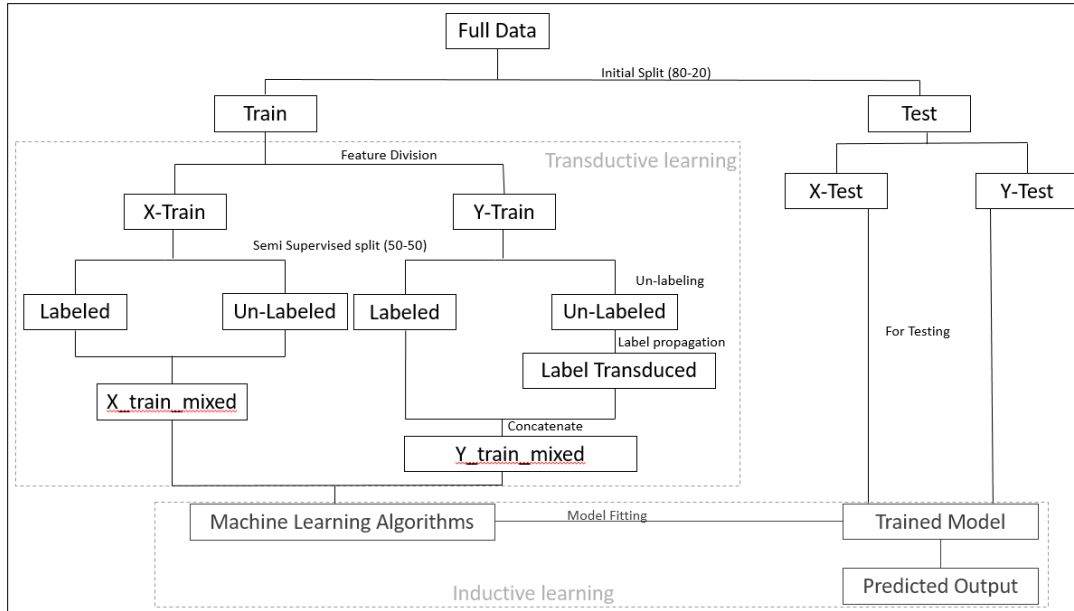 Full Data
Initial Split (80-20)
Train
Test
Feature Division
Transductive learning
X-Train
Y-Train
X-Test
Y-Test
Semi Supervised split (50-50)
Un-labeling
Labeled
Un-Labeled
Labeled
Un-Labeled
For Testing
Label propagation
Label Transduced
X_train_mixed
Concatenate
Y_train_mixed
Machine Learning Algorithms
Model Fitting
Trained Model
Predicted Output
Inductive learning